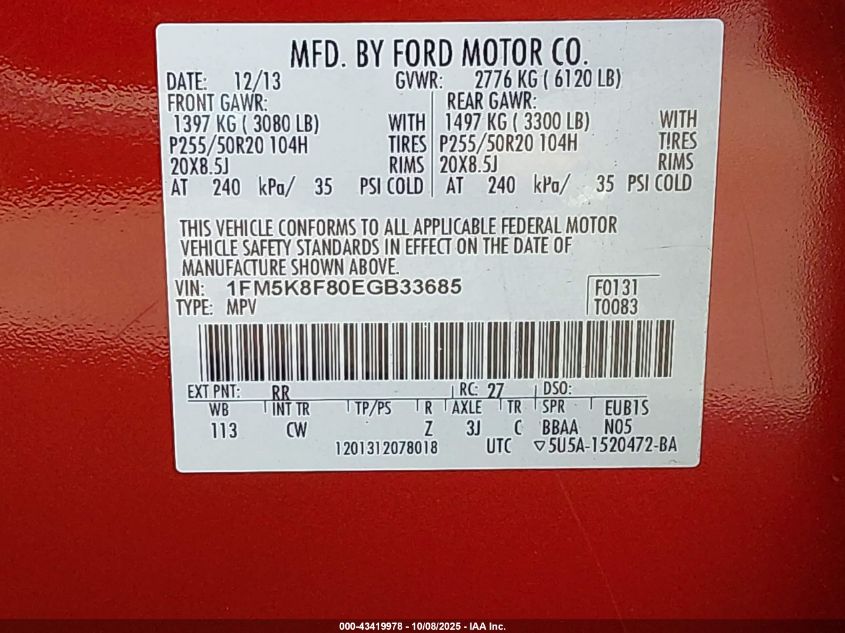 MFD. BY FORD MOTOR CO.
DATE: 12/13 GVWR: 2776 KG ( 6120 LB)
FRONT GAWR: REAR GAWR:
1397 KG ( 3080 LB) WITH 1497 KG ( 3300 LB) WITH
P255/50R20 104H TIRES P255/50R20 104H TIRES
20X8.5J RIMS 20X8.5J RIMS
AT 240 kPa/ 35 PSI COLD AT 240 kPa/ 35 PSI COLD
THIS VEHICLE CONFORMS TO ALL APPLICABLE FEDERAL MOTOR
VEHICLE SAFETY STANDARDS IN EFFECT ON THE DATE OF
MANUFACTURE SHOWN ABOVE.
VIN: 1FM5K8F80EGB33685 F0131
TYPE: MPV T0083
EXT PNT: RR RC: 27 DSO:
WB INT TR TP/PS R AXLE TR SPR EUB1S
113 CW Z 3J C BBAA N05
1201312078018 UTC ▽5U5A-1520472-BA
000-43419978 - 10/08/2025 - IAA Inc.